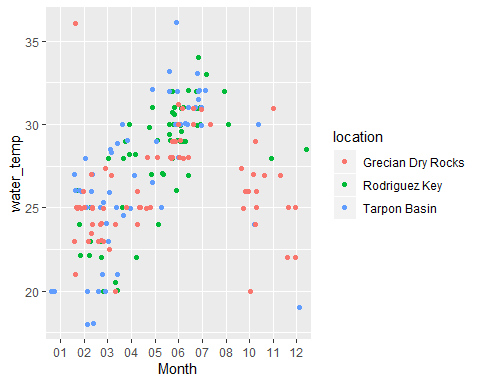 35
30
25
20
water_temp
01 02 03 04 05 06 07 08 10 11 12
Month
location
Grecian Dry Rocks
Rodriguez Key
Tarpon Basin